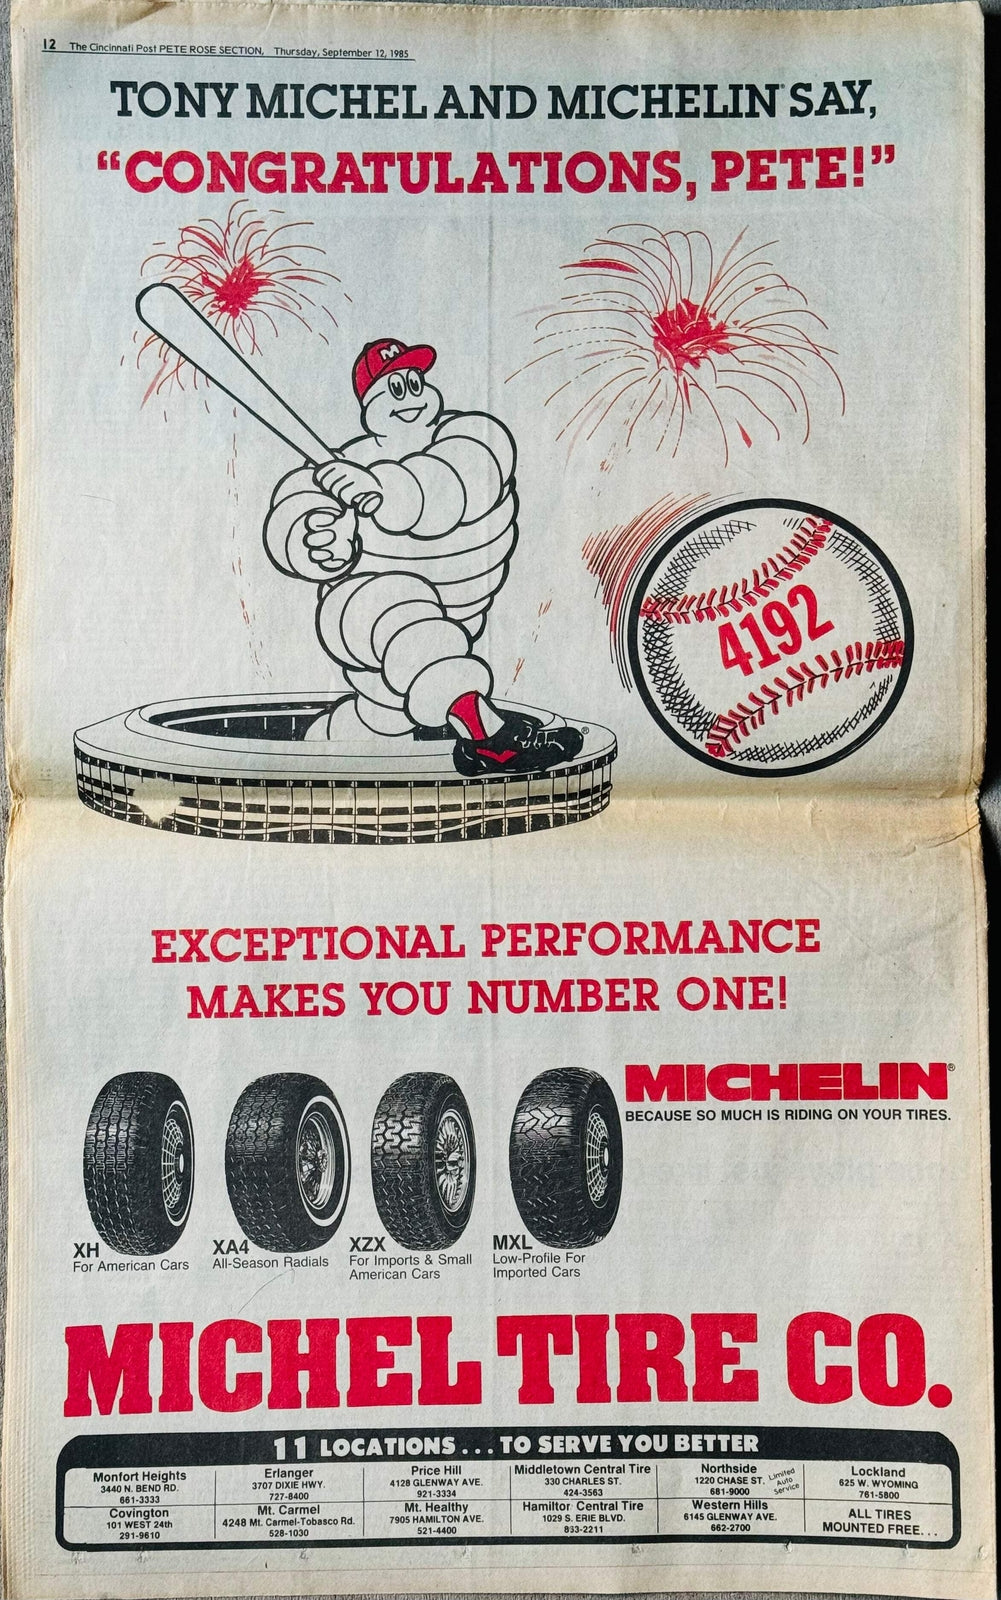 12 The Cincinnati Post PETE ROSE SECTION, Thursday, September 12, 1985
TONY MICHEL AND MICHELIN® SAY,
“CONGRATULATIONS, PETE!”
M
4192
®
EXCEPTIONAL PERFORMANCE
MAKES YOU NUMBER ONE!
MICHELIN®
BECAUSE SO MUCH IS RIDING ON YOUR TIRES.
XH
For American Cars
XA4
All-Season Radials
XZX
For Imports & Small
American Cars
MXL
Low-Profile For
Imported Cars
MICHEL TIRE CO.
11 LOCATIONS . . . TO SERVE YOU BETTER
Monfort Heights
3440 N. BEND RD.
661-3333
Erlanger
3707 DIXIE HWY.
727-8400
Price Hill
4128 GLENWAY AVE.
921-3334
Middletown Central Tire
330 CHARLES ST.
424-3563
Northside
1220 CHASE ST.
681-9000
Limited
Auto
Service
Lockland
625 W. WYOMING
761-5800
Covington
101 WEST 24th
291-9610
Mt. Carmel
4248 Mt. Carmel-Tobasco Rd.
528-1030
Mt. Healthy
7905 HAMILTON AVE.
521-4400
Hamilton Central Tire
1029 S. ERIE BLVD.
863-2211
Western Hills
6145 GLENWAY AVE.
662-2700
ALL TIRES
MOUNTED FREE. . .